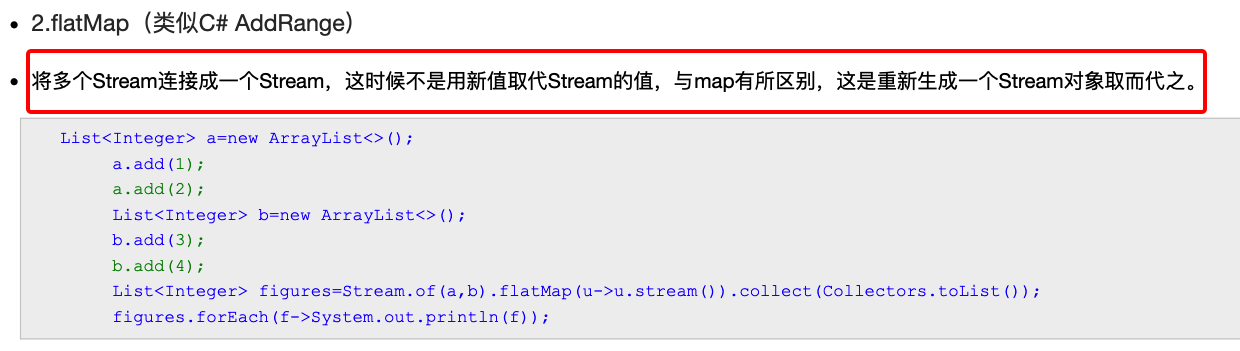 2.flatMap（类似C# AddRange）
将多个Stream连接成一个Stream，这时候不是用新值取代Stream的值，与map有所区别，这是重新生成一个Stream对象取而代之。
List<Integer> a=new ArrayList<>();
a.add(1);
a.add(2);
List<Integer> b=new ArrayList<>();
b.add(3);
b.add(4);
List<Integer> figures=Stream.of(a,b).flatMap(u->u.stream()).collect(Collectors.toList());
figures.forEach(f->System.out.println(f));